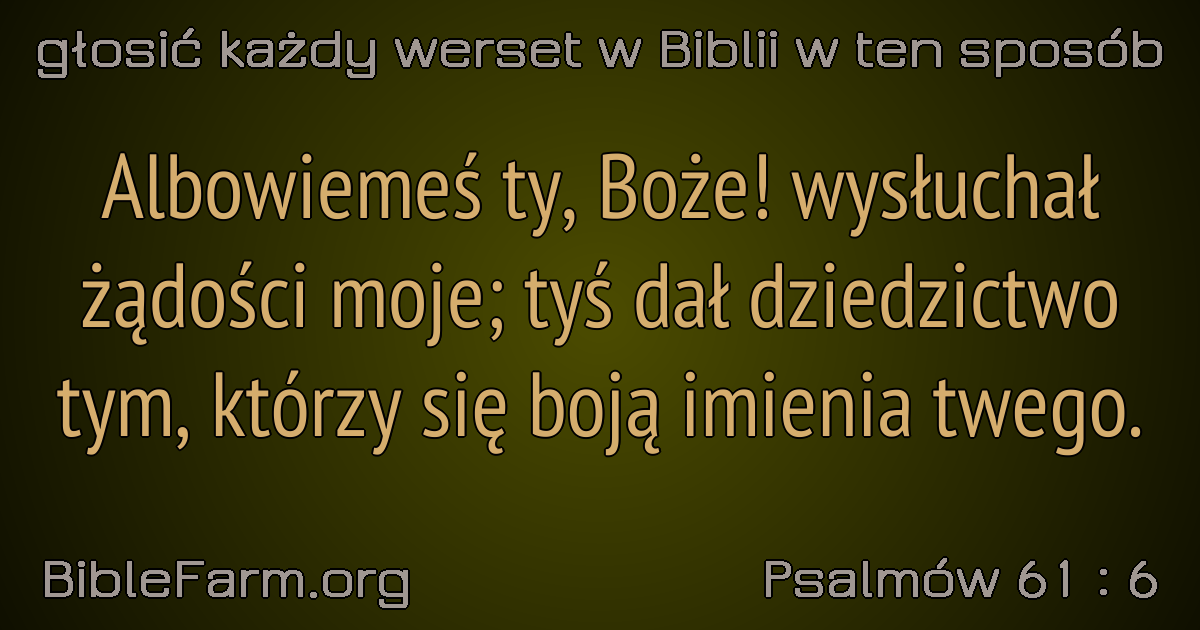 głosić każdy werset w Biblii w ten sposób
Albowiemeś ty, Boże! wysłuchał
żądości moje; tyś dał dziedzictwo
tym, którzy się boją imienia twego.
BibleFarm.org
Psalmów 61 : 6